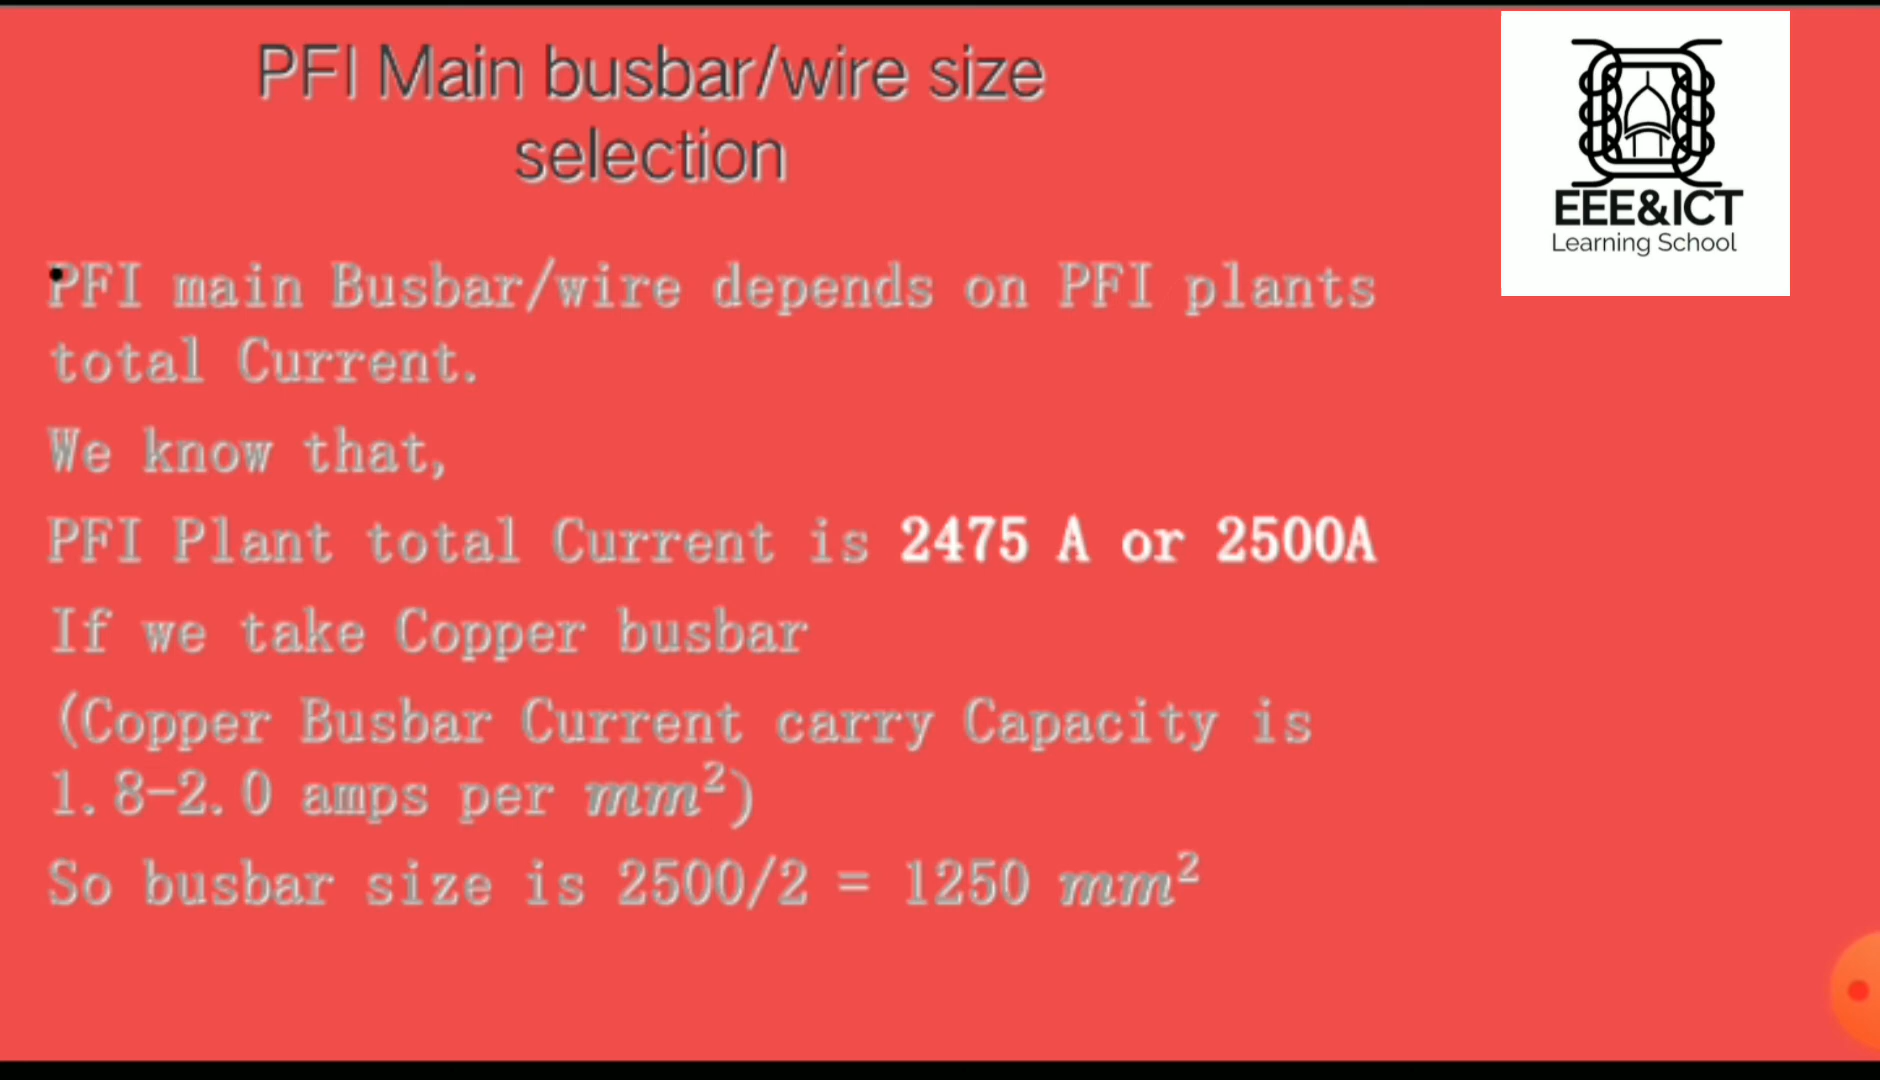 PFI Main busbar/wire size
selection
EEE&ICT
Learning School
PFI main Busbar/wire depends on PFI plants
total Current.
We know that,
PFI Plant total Current is 2475 A or 2500A
If we take Copper busbar
(Copper Busbar Current carry Capacity is
1.8-2.0 amps per mm²)
So busbar size is 2500/2 = 1250 mm²